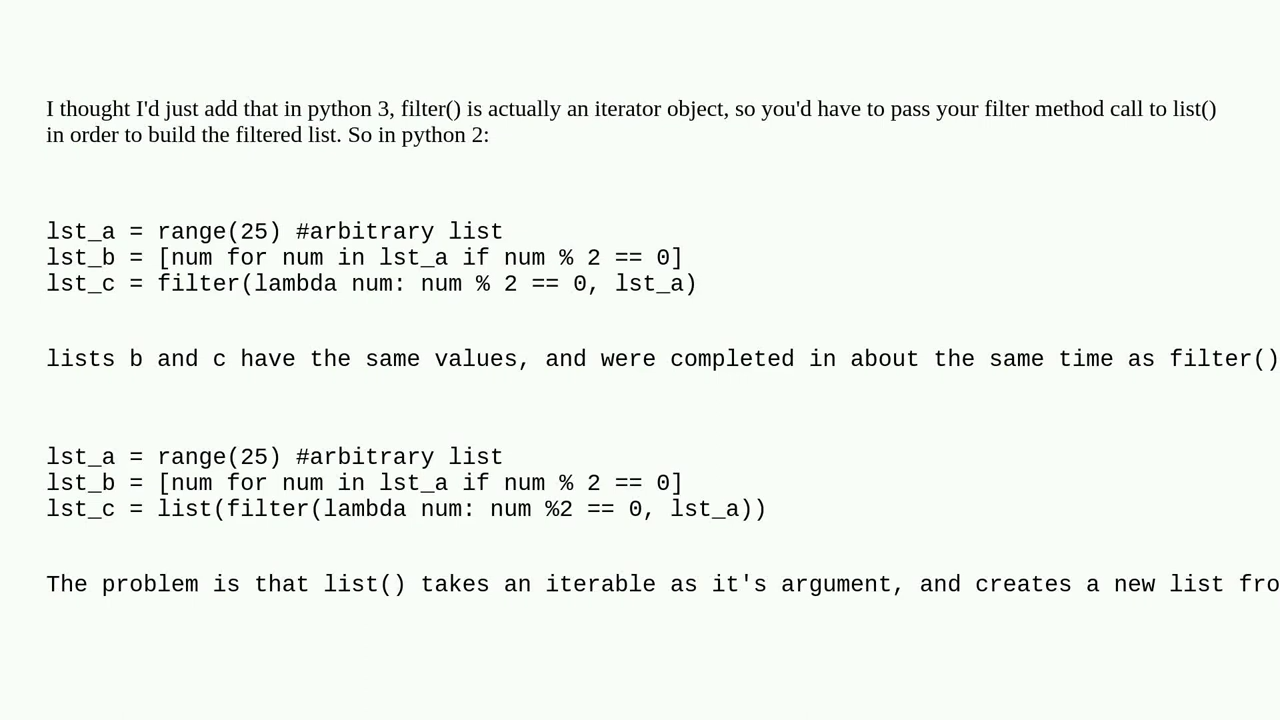 I thought I'd just add that in python 3, filter() is actually an iterator object, so you'd have to pass your filter method call to list()
in order to build the filtered list. So in python 2:
lst_a = range(25) #arbitrary list
lst_b = [num for num in lst_a if num % 2 == 0]
lst_c = filter(lambda num: num % 2 == 0, lst_a)
lists b and c have the same values, and were completed in about the same time as filter()
lst_a = range(25) #arbitrary list
lst_b = [num for num in lst_a if num % 2 == 0]
lst_c = list(filter(lambda num: num %2 == 0, lst_a))
The problem is that list() takes an iterable as it's argument, and creates a new list fro